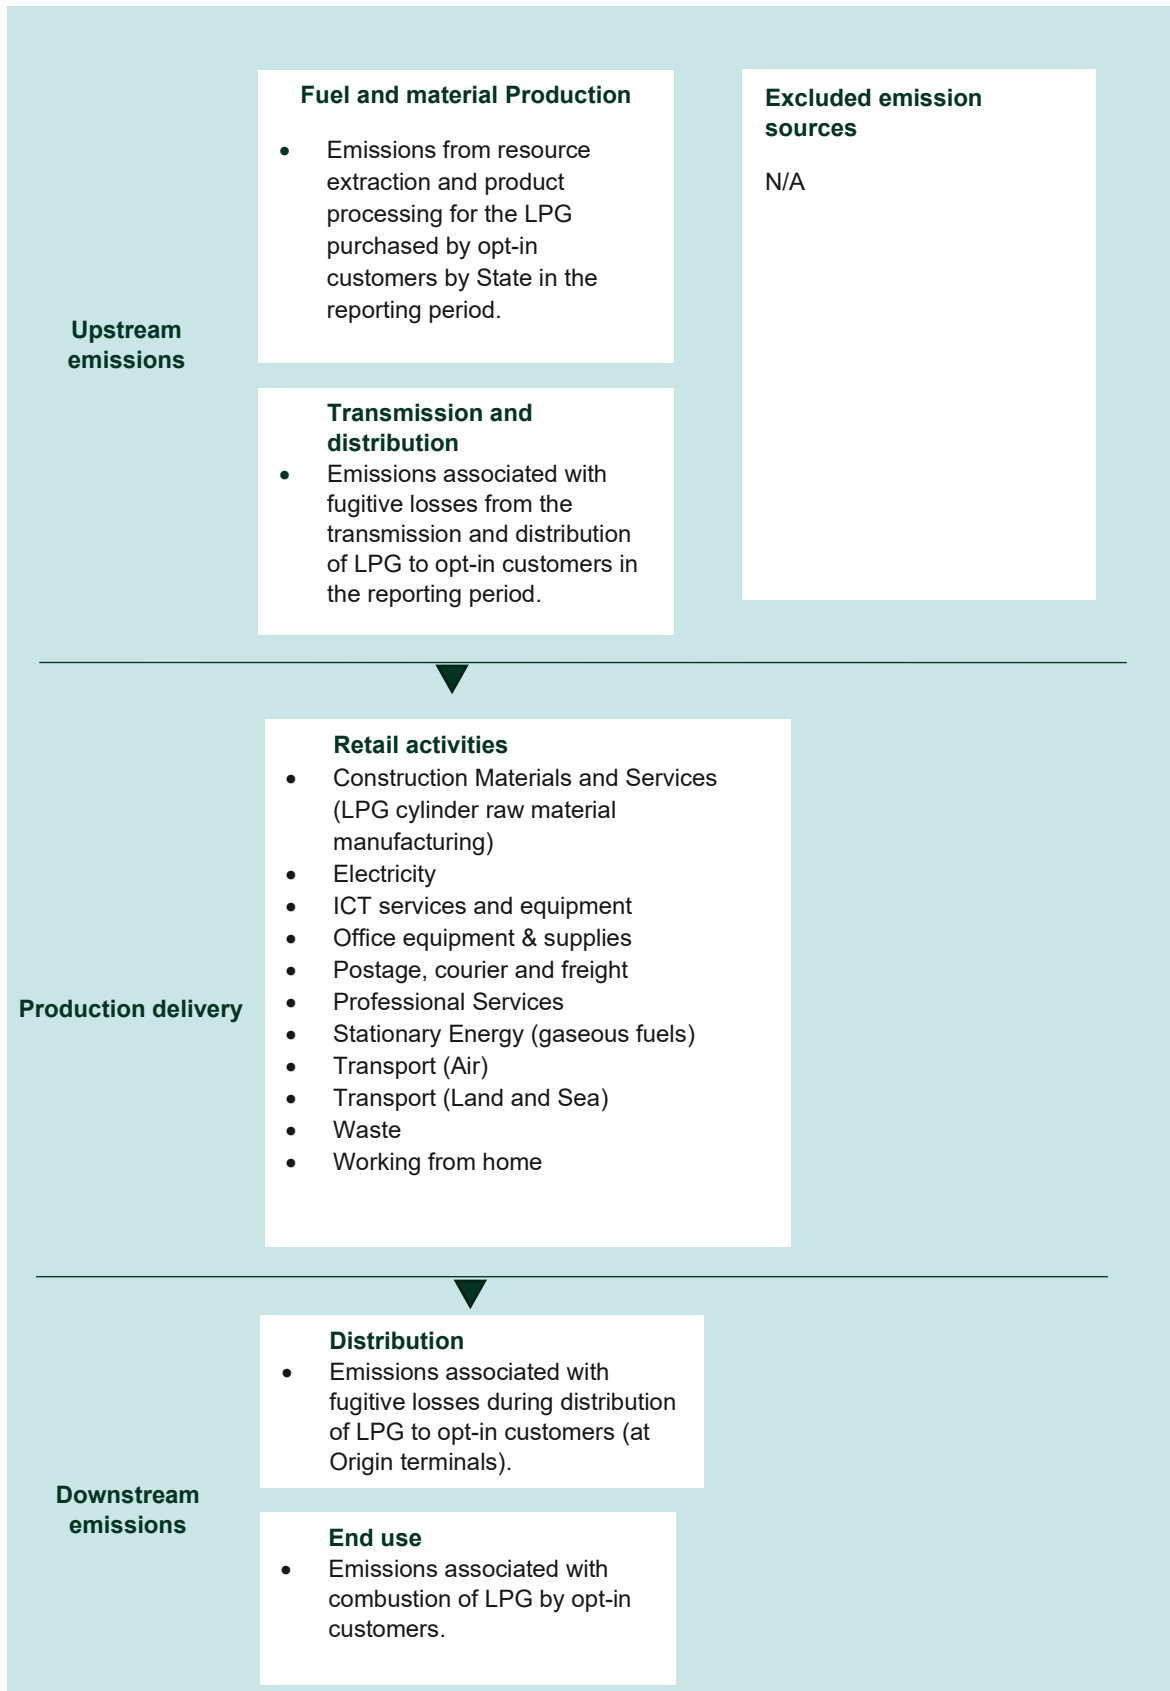 Upstream
emissions
Fuel and material Production
• Emissions from resource
extraction and product
processing for the LPG
purchased by opt-in
customers by State in the
reporting period.
Transmission and
distribution
• Emissions associated with
fugitive losses from the
transmission and distribution
of LPG to opt-in customers in
the reporting period.
Excluded emission
sources
N/A
Production delivery
Retail activities
• Construction Materials and Services
(LPG cylinder raw material
manufacturing)
• Electricity
• ICT services and equipment
• Office equipment & supplies
• Postage, courier and freight
• Professional Services
• Stationary Energy (gaseous fuels)
• Transport (Air)
• Transport (Land and Sea)
• Waste
• Working from home
Downstream
emissions
Distribution
• Emissions associated with
fugitive losses during distribution
of LPG to opt-in customers (at
Origin terminals).
End use
• Emissions associated with
combustion of LPG by opt-in
customers.